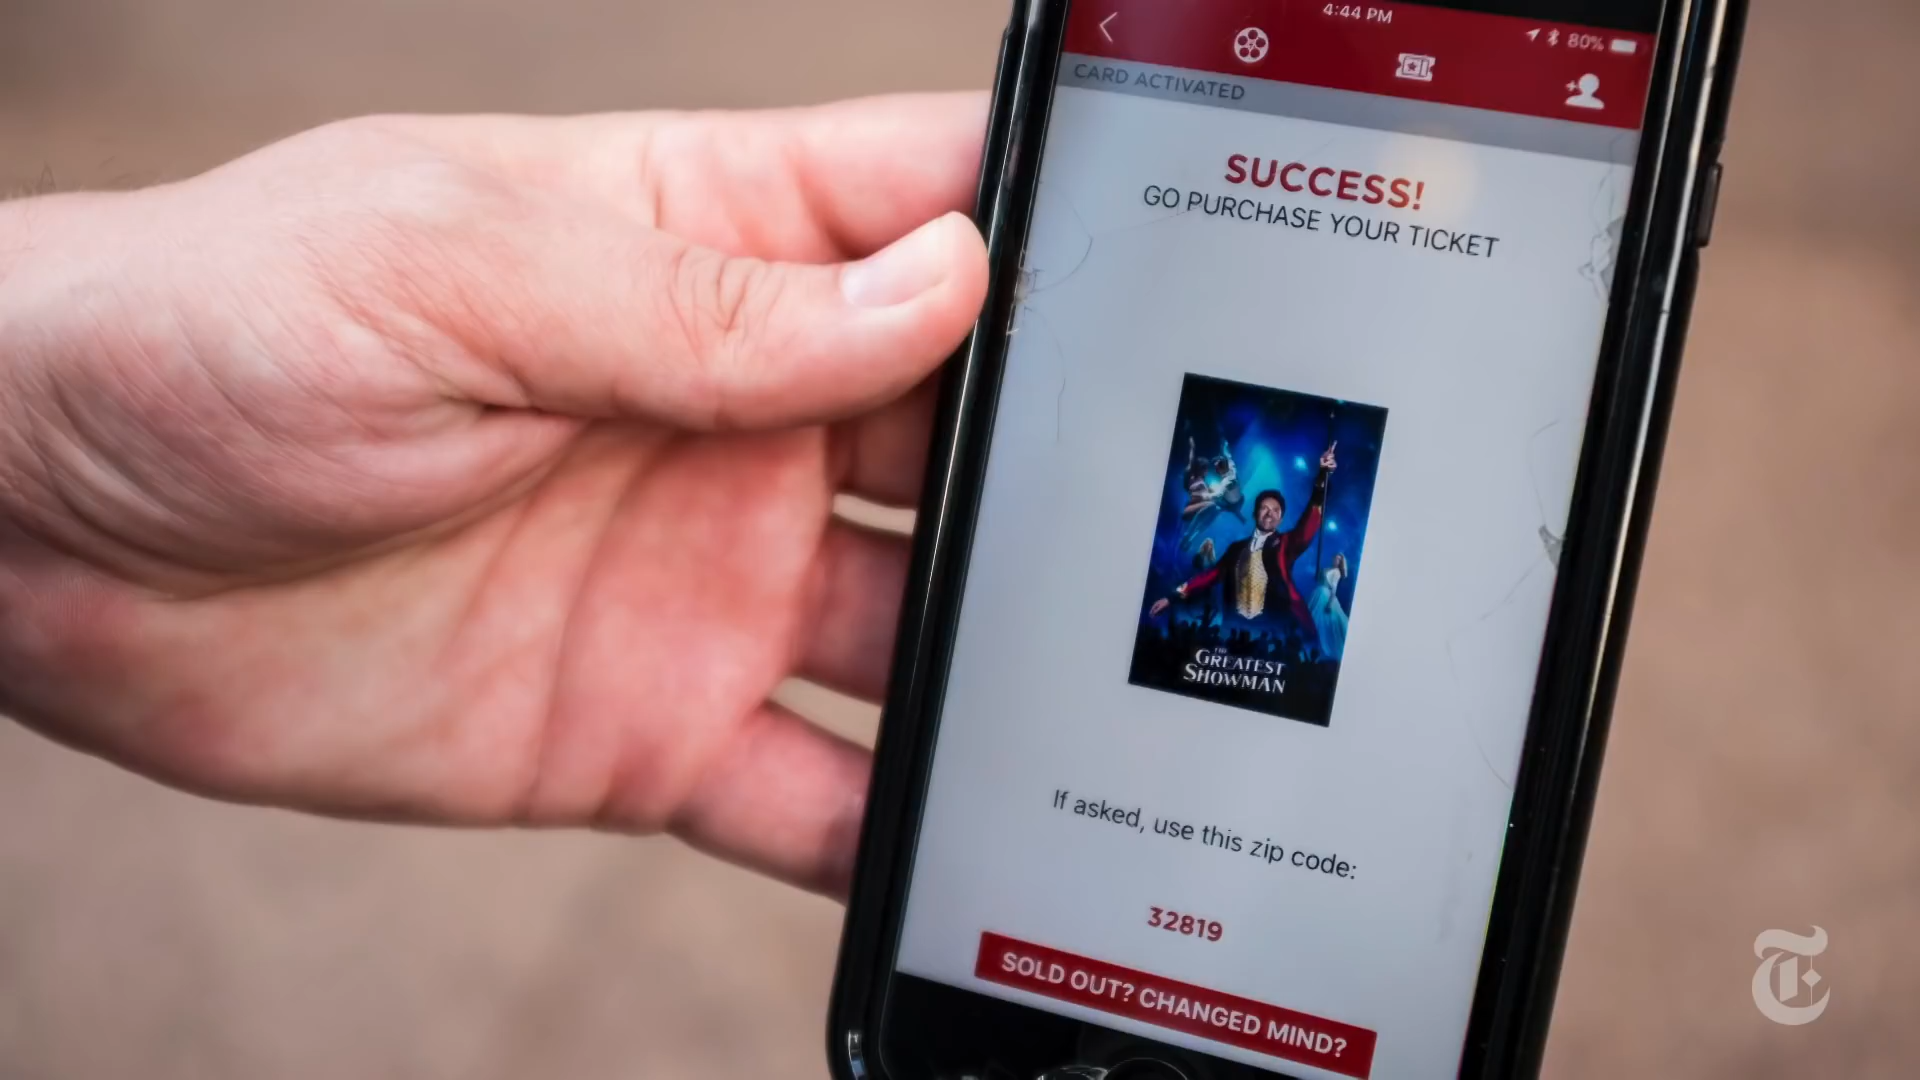 4:44 PM
80%
CARD ACTIVATED
SUCCESS!
GO PURCHASE YOUR TICKET
THE
GREATEST
SHOWMAN
If asked, use this zip code:
32819
SOLD OUT? CHANGED MIND?
T